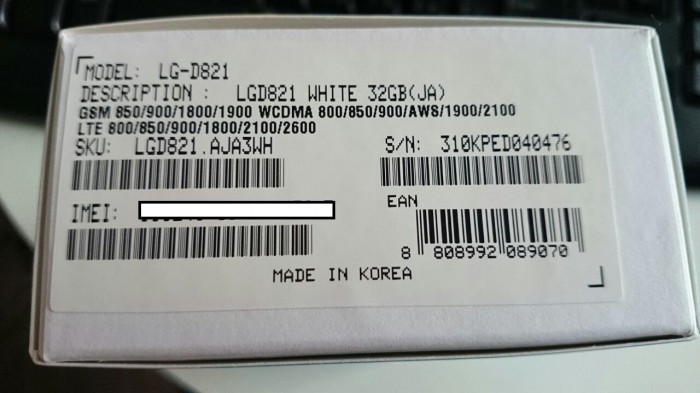 MODEL: LG-D821
DESCRIPTION : LGD821 WHITE 32GB(JA)
GSM 850/900/1800/1900 WCDMA 800/850/900/AWS/1900/2100
LTE 800/850/900/1800/2100/2600
SKU: LGD821.AJA3WH
S/N: 310KPED040476
IMEI:
EAN
8 808992 089070
MADE IN KOREA